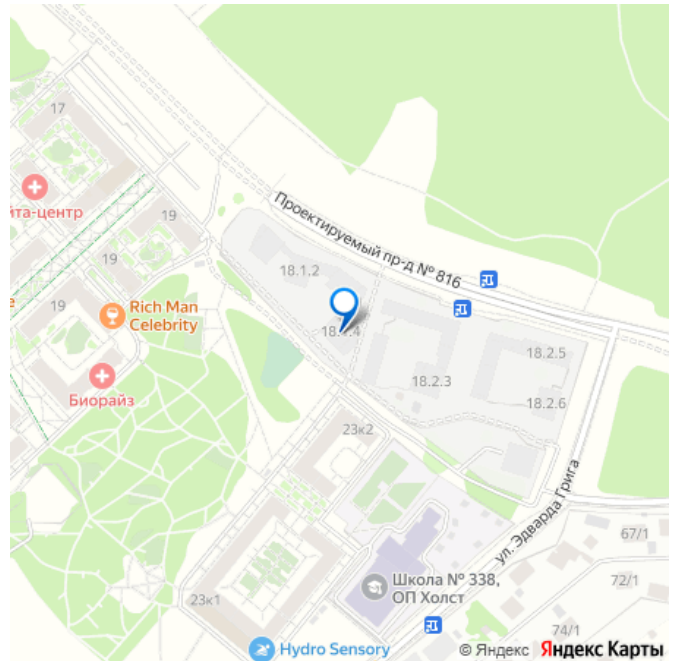 17
йта-центр
19
Проектируемый пр-д № 816
19
18.1.2
19
Rich Man
Celebrity
18.2.5
Биорайз
18.2.3
18.2.6
23к2
ул. Эдварда Грига
67/1
Школа № 338,
ОП Холст
72/1
23к1
74/1
Hydro Sensory
© Яндекс Яндекс Карты